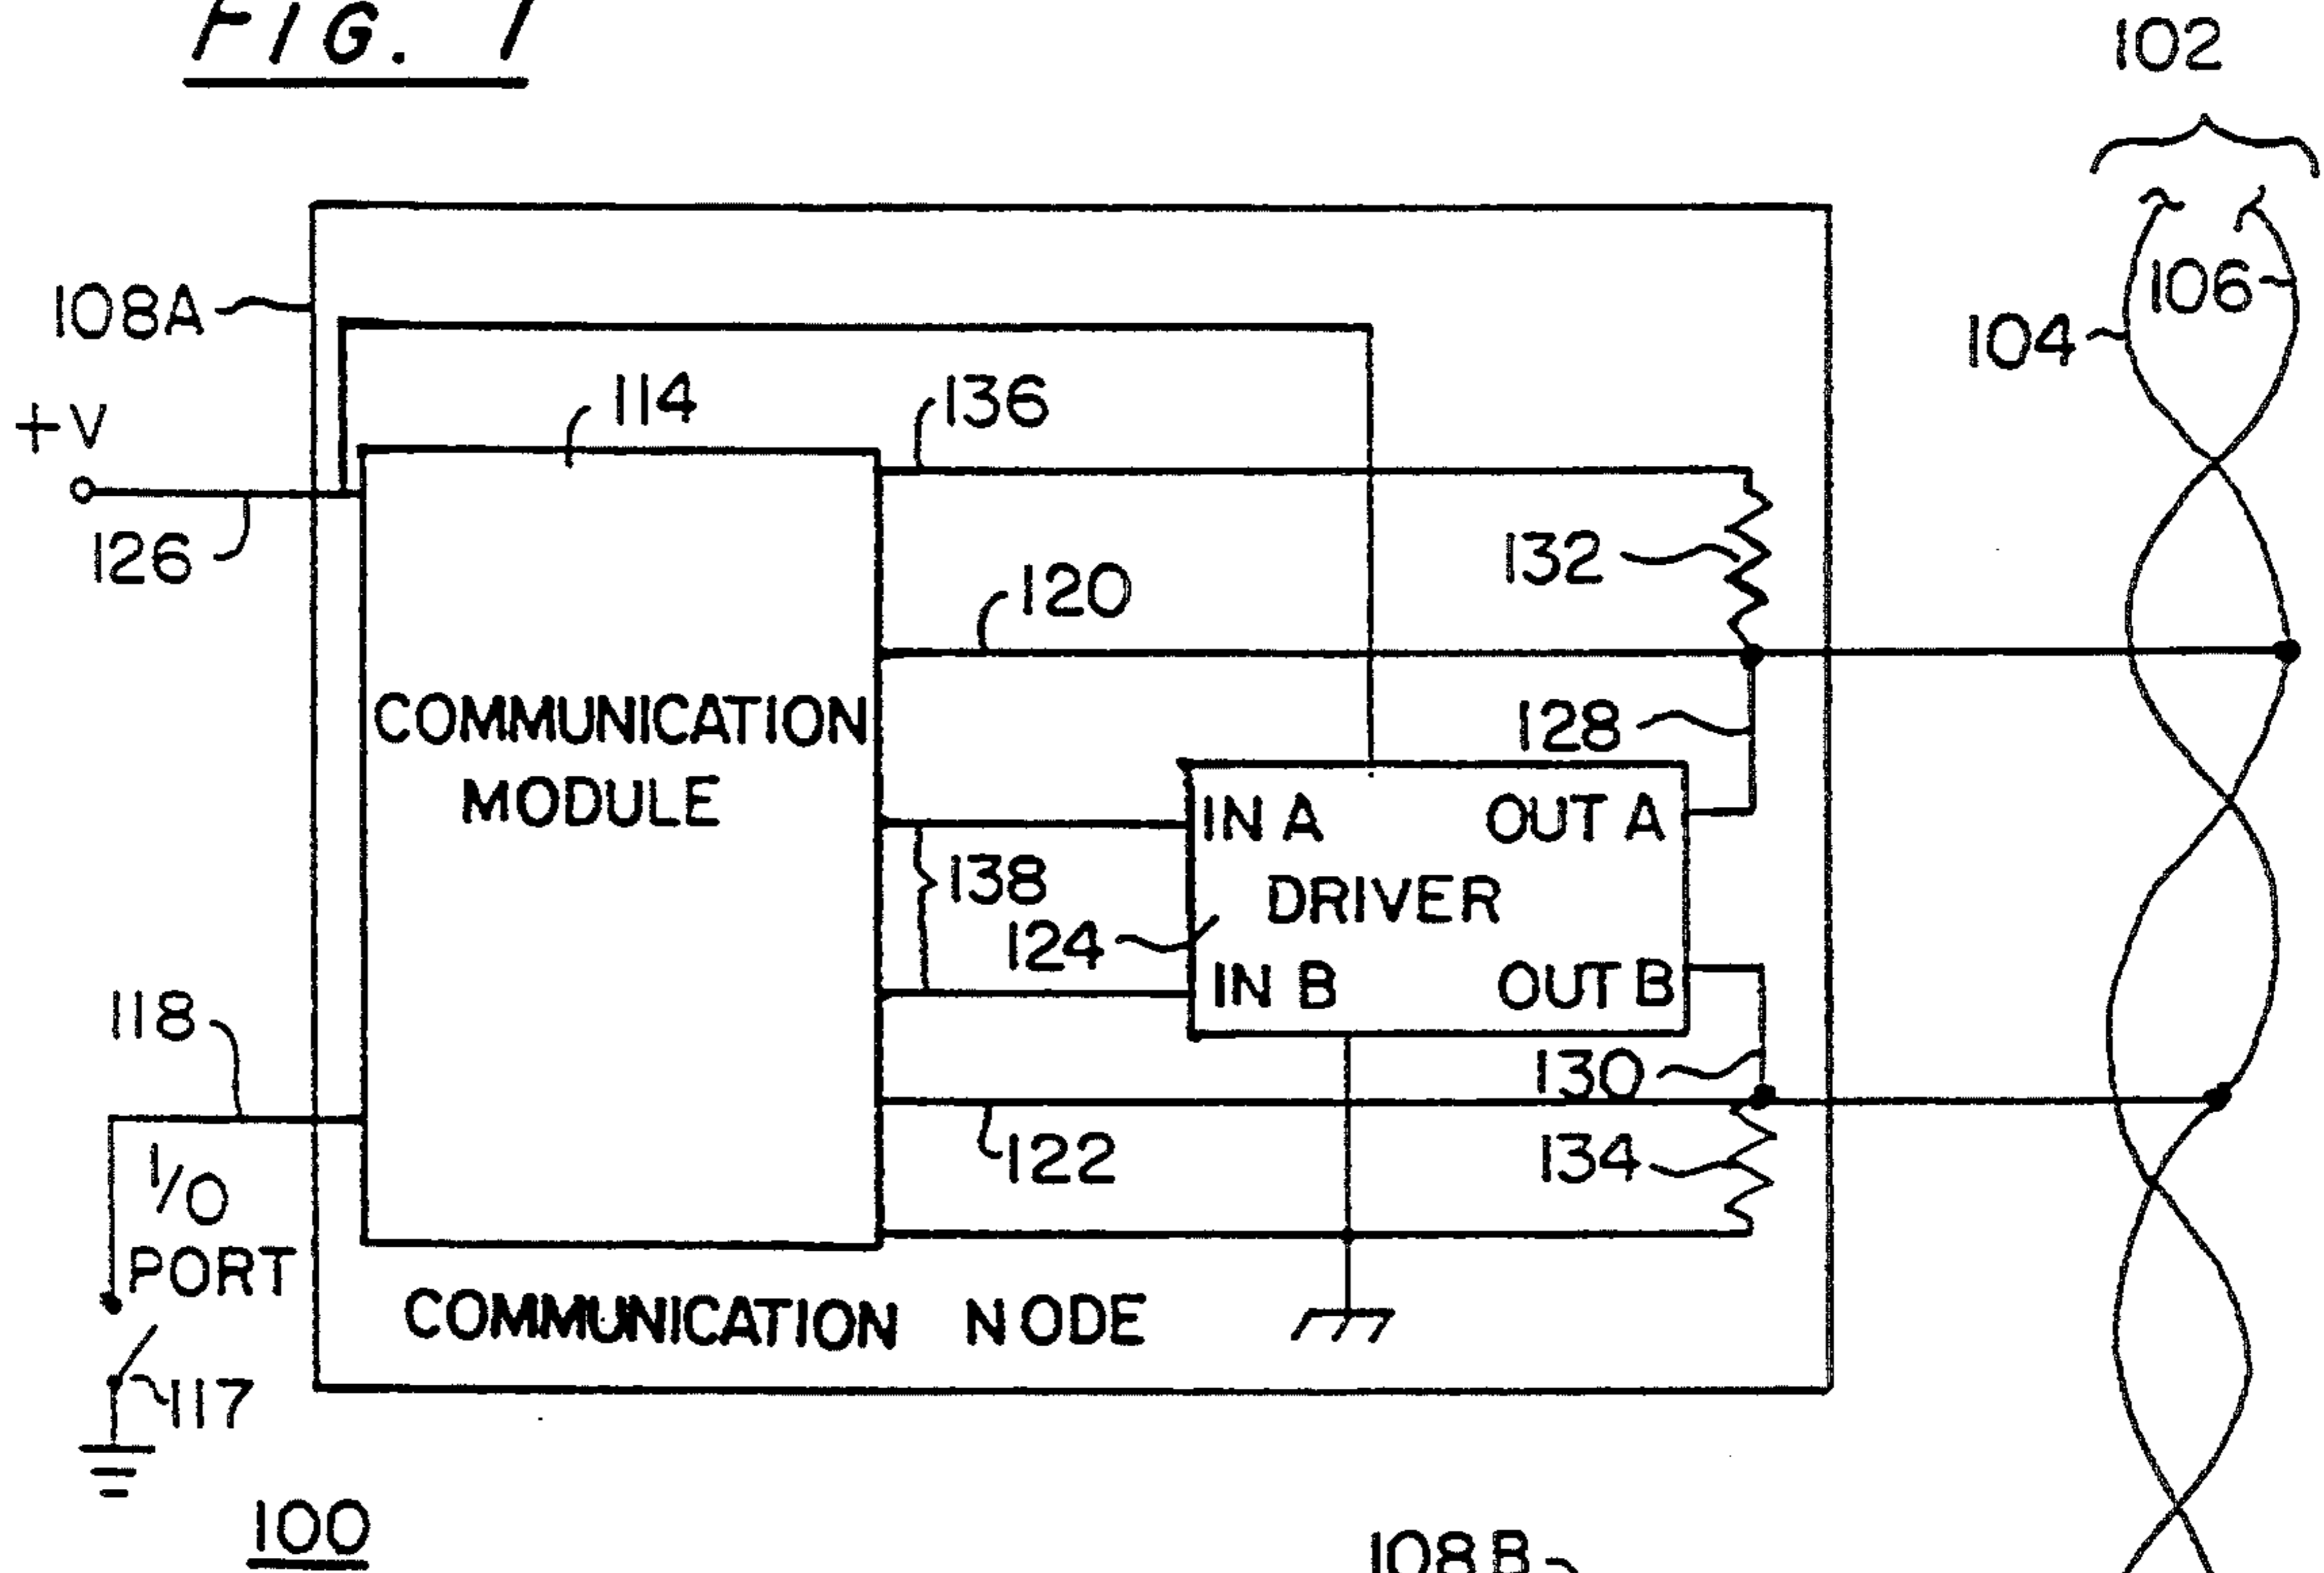 FIG. 1
102
108A
106
104
+V
114
136
126
132
120
128
COMMUNICATION
MODULE
IN A
OUT A
138
DRIVER
124
IN B
OUT B
118
130
I/O
PORT
122
134
COMMUNICATION NODE
117
100
108B